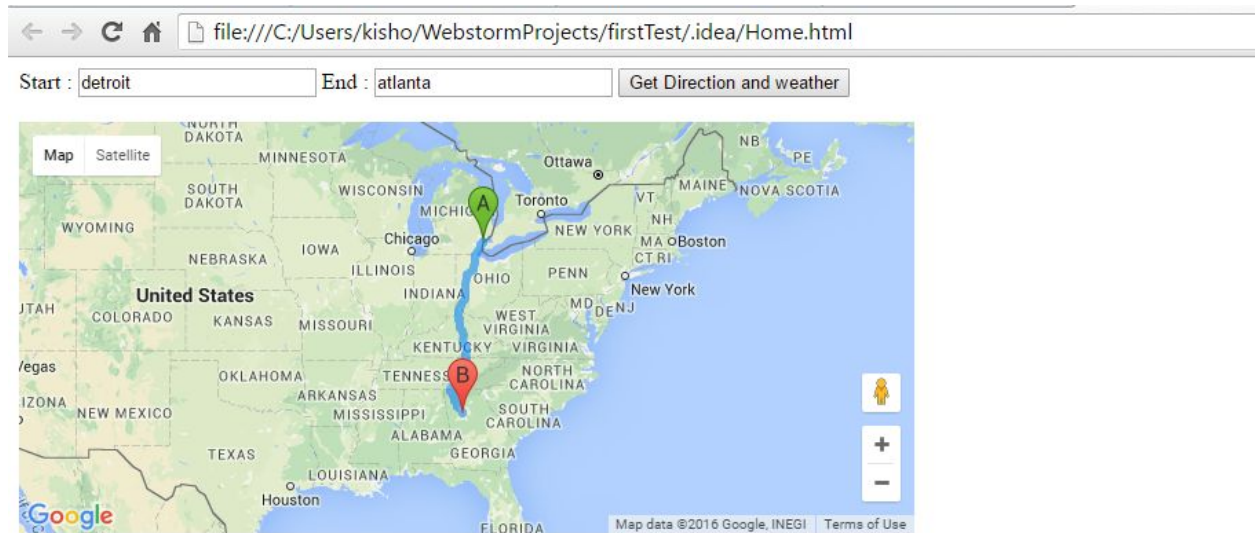 file:///C:/Users/kisho/WebstormProjects/firstTest/.idea/Home.html
Start : detroit End : atlanta Get Direction and weather
NORTH
DAKOTA
Map Satellite
MINNESOTA
Ottawa
NB
PE
SOUTH
DAKOTA
WISCONSIN
MAINE
NOVA SCOTIA
MICHIG
A
Toronto
VT
NH
WYOMING
NEW YORK
Chicago
IOWA
MA Boston
CT RI
NEBRASKA
ILLINOIS
OHIO
PENN
INDIANA
New York
United States
MD
DE NJ
UTAH
COLORADO
KANSAS
MISSOURI
WEST
VIRGINIA
KENTUCKY
VIRGINIA
Vegas
OKLAHOMA
TENNESS
B
NORTH
CAROLINA
ARKANSAS
IZONA
NEW MEXICO
MISSISSIPPI
SOUTH
CAROLINA
ALABAMA
TEXAS
GEORGIA
+
LOUISIANA
−
Houston
Google
FLORIDA
Map data ©2016 Google, INEGI Terms of Use